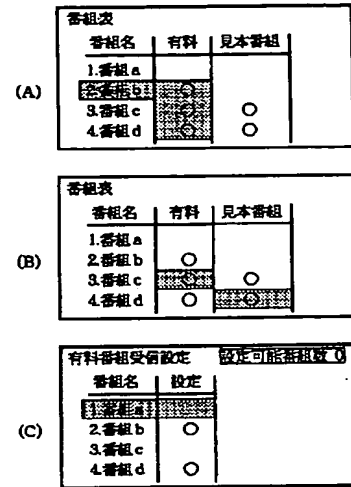 (A)
番組表
番組名 有料 見本番組
1.番組a
2.番組b ○
3.番組c ○ ○
4.番組d ○ ○
(B)
番組表
番組名 有料 見本番組
1.番組a
2.番組b ○
3.番組c ○ ○
4.番組d ○ ○
(C)
有料番組受信設定 設定可能番組数 0
番組名 設定
1.番組a
2.番組b ○
3.番組c
4.番組d ○